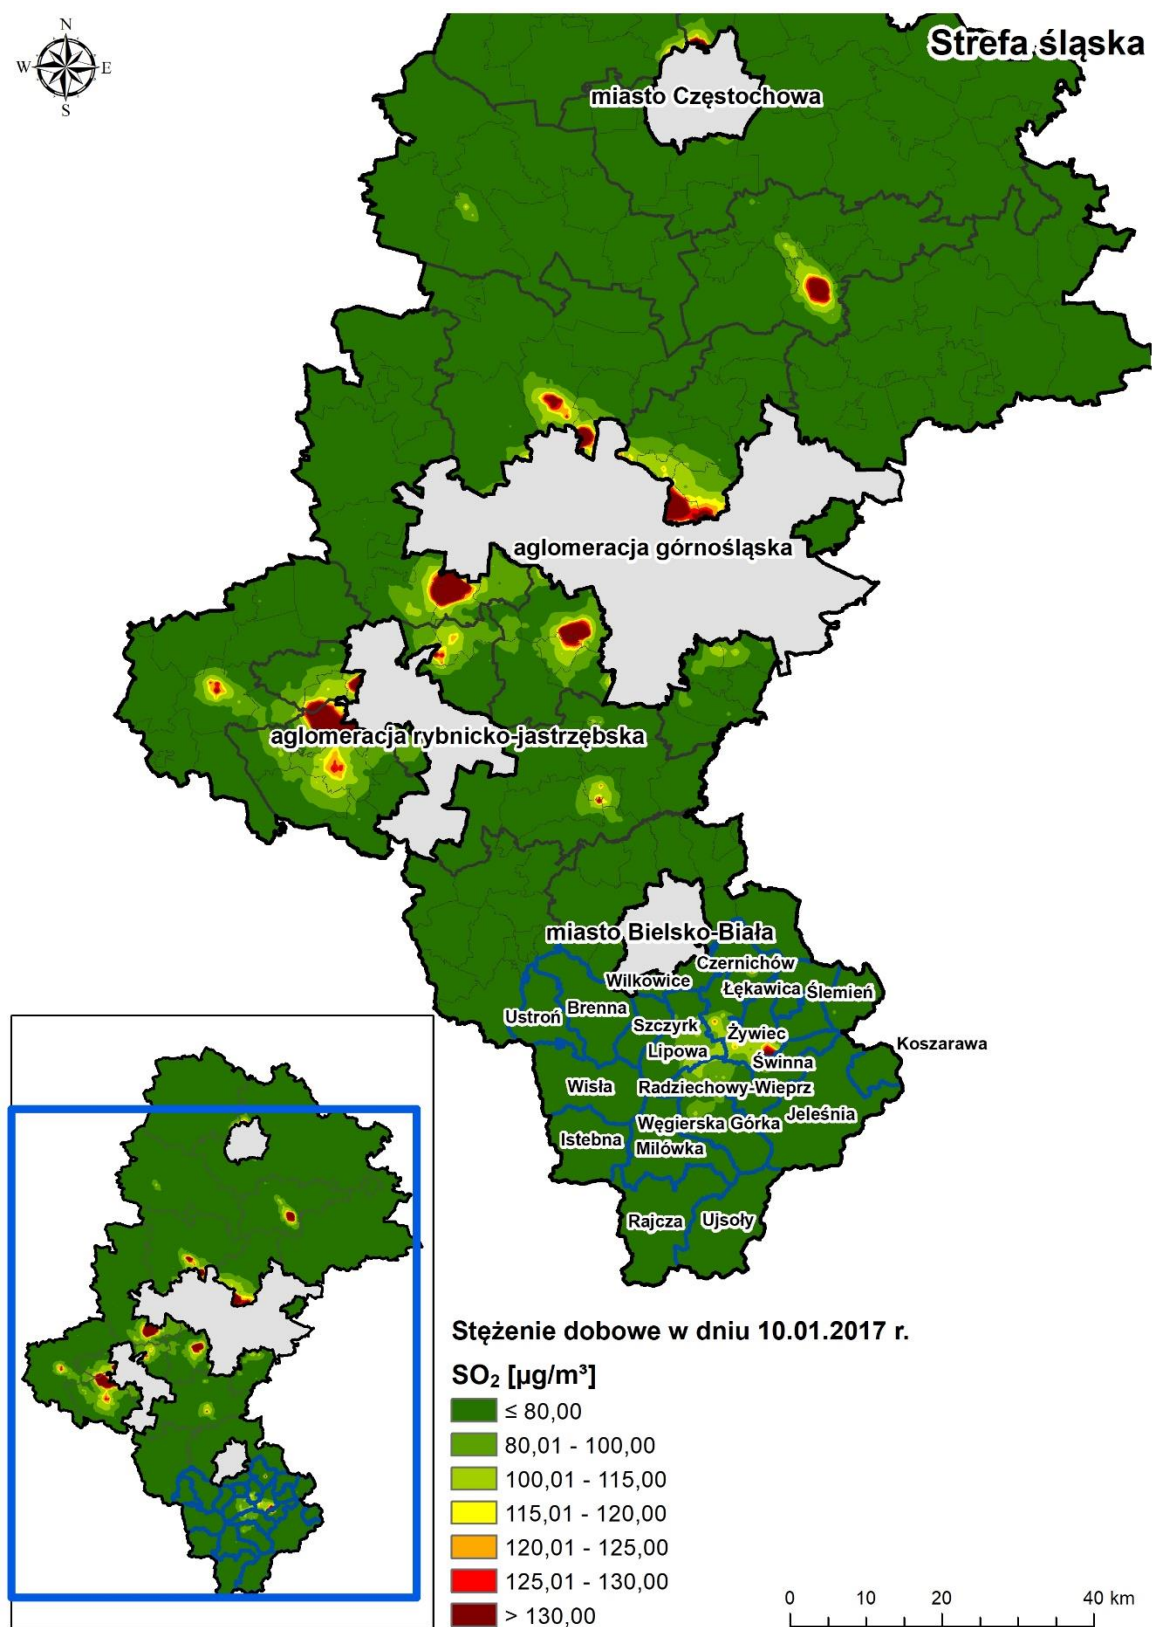 N
W E
S
Strefa śląska
miasto Częstochowa
aglomeracja górnośląska
aglomeracja rybnicko-jastrzębska
miasto Bielsko-Biała
Czernichów
Wilkowice
Łękawica Ślemień
Brenna
Ustroń
Szczyrk
Żywiec
Koszarawa
Lipowa
Świnna
Wisła
Radziechowy-Wieprz
Jeleśnia
Węgierska Górka
Istebna
Milówka
Rajcza
Ujsoły
Stężenie dobowe w dniu 10.01.2017 r.
SO₂ [µg/m³]
≤ 80,00
80,01 - 100,00
100,01 - 115,00
115,01 - 120,00
120,01 - 125,00
125,01 - 130,00
> 130,00
0 10 20 40 km